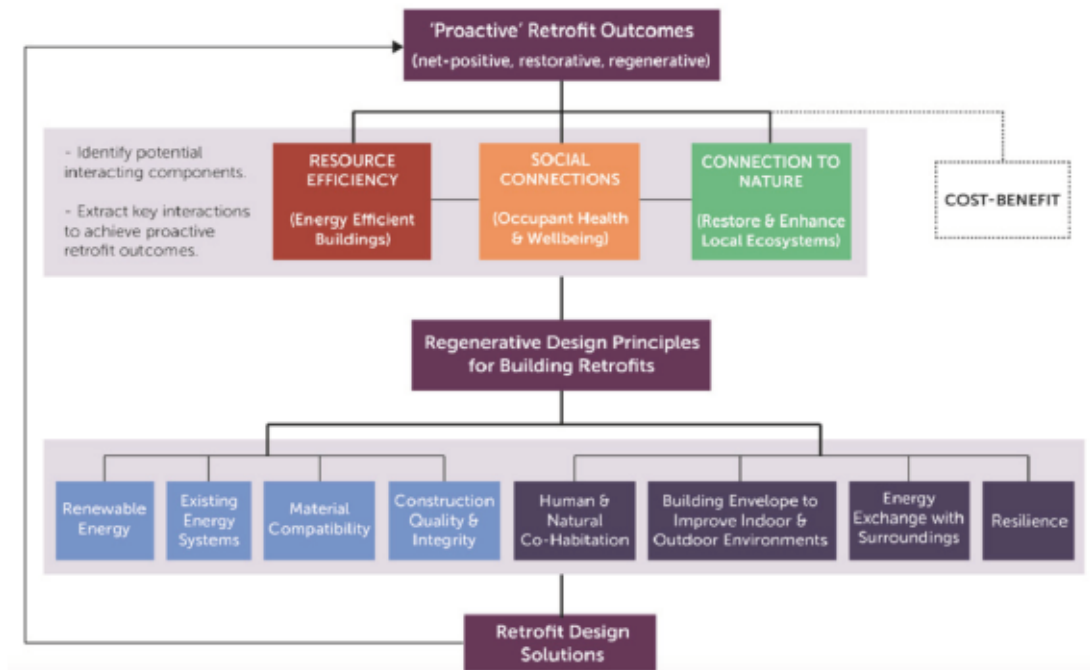 'Proactive' Retrofit Outcomes
(net-positive, restorative, regenerative)
- Identify potential
interacting components.
- Extract key interactions
to achieve proactive
retrofit outcomes.
RESOURCE
EFFICIENCY
(Energy Efficient
Buildings)
SOCIAL
CONNECTIONS
(Occupant Health
& Wellbeing)
CONNECTION TO
NATURE
(Restore & Enhance
Local Ecosystems)
COST-BENEFIT
Regenerative Design Principles
for Building Retrofits
Renewable
Energy
Existing
Energy
Systems
Material
Compatibility
Construction
Quality &
Integrity
Human &
Natural
Co-Habitation
Building Envelope to
Improve Indoor &
Outdoor Environments
Energy
Exchange with
Surroundings
Resilience
Retrofit Design
Solutions